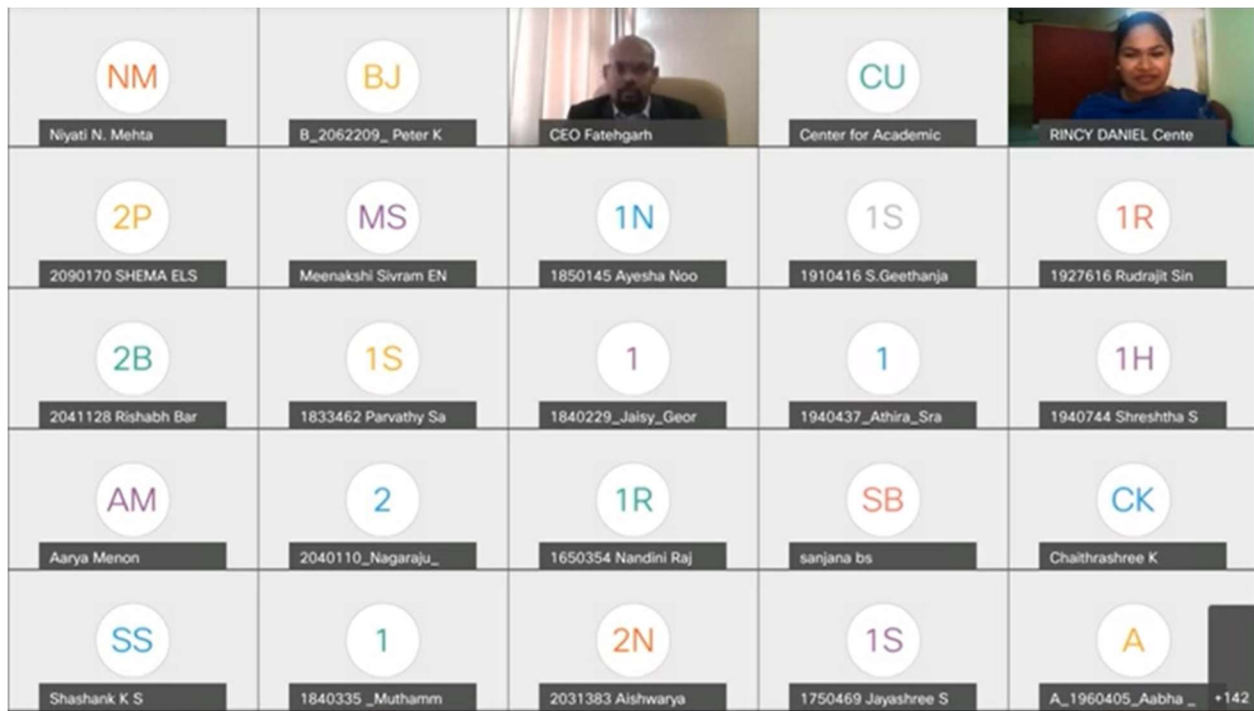 NM
Niyati N. Mehta
BJ
B_2062209_ Peter K
CEO Fatehgarh
CU
Center for Academic
RINCY DANIEL Cente
2P
2090170 SHEMA ELS
MS
Meenakshi Sivram EN
1N
1850145 Ayesha Noo
1S
1910416 S.Geethanja
1R
1927616 Rudrajit Sin
2B
2041128 Rishabh Bar
1S
1833462 Parvathy Sa
1
1840229_Jaisy_Geor
1
1940437_Athira_Sra
1H
1940744 Shreshtha S
AM
Aarya Menon
2
2040110_Nagaraju_
1R
1650354 Nandini Raj
SB
sanjana bs
CK
Chaithrashree K
SS
Shashank K S
1
1840335 _Muthamm
2N
2031383 Aishwarya
1S
1750469 Jayashree S
A
A_1960405_Aabha _
+142